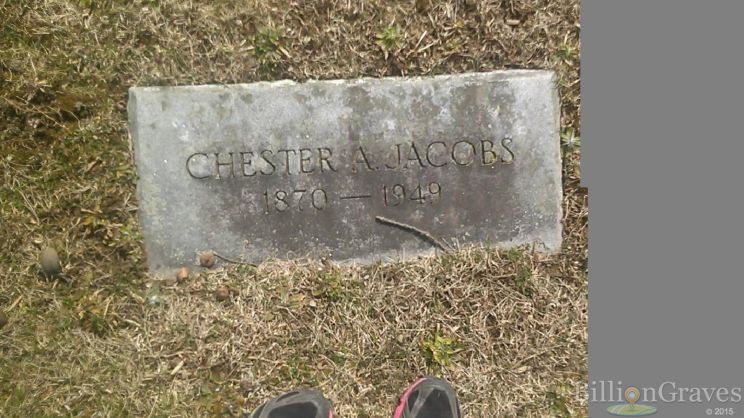 CHESTER A. JACOBS
1870 — 1949
BillionGraves
© 2015